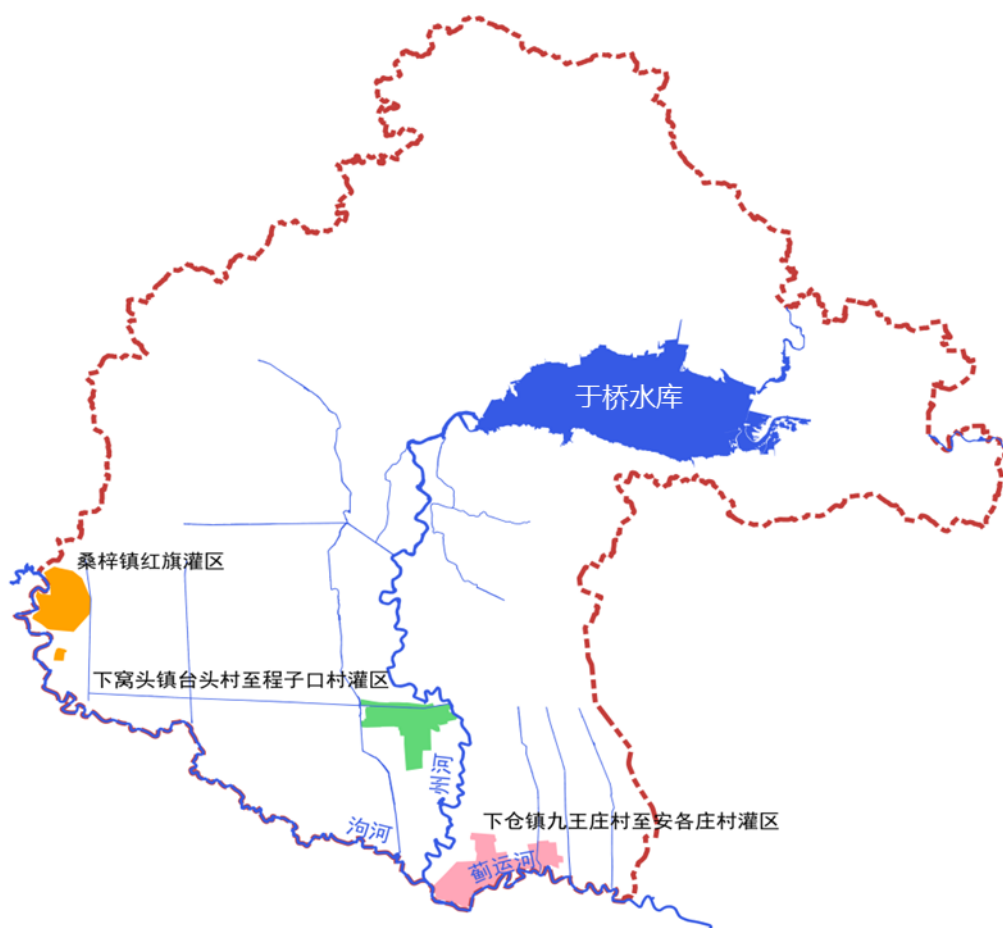 于桥水库
桑梓镇红旗灌区
下窝头镇台头村至程子口村灌区
州河
泃河
下仓镇九王庄村至安各庄村灌区
蓟运河